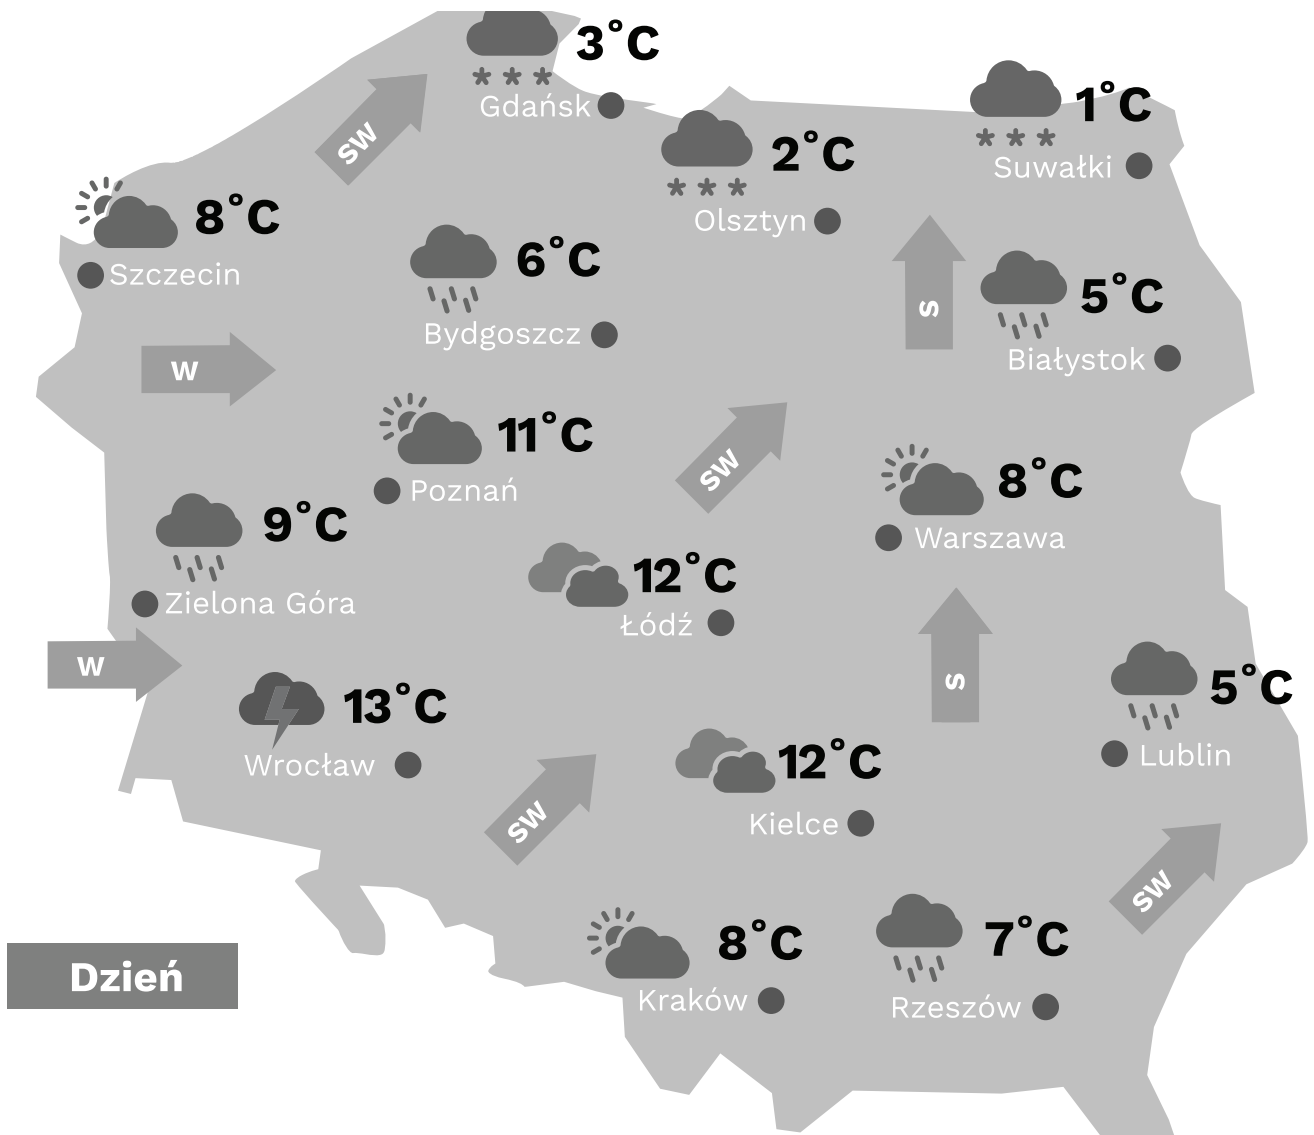 3°C
Gdańsk
SW
1°C
Suwałki
2°C
Olsztyn
8°C
Szczecin
6°C
Bydgoszcz
S
5°C
Białystok
W
11°C
Poznań
SW
8°C
Warszawa
9°C
Zielona Góra
12°C
Łódź
W
13°C
Wrocław
S
5°C
Lublin
12°C
Kielce
SW
SW
8°C
Kraków
7°C
Rzeszów
Dzień